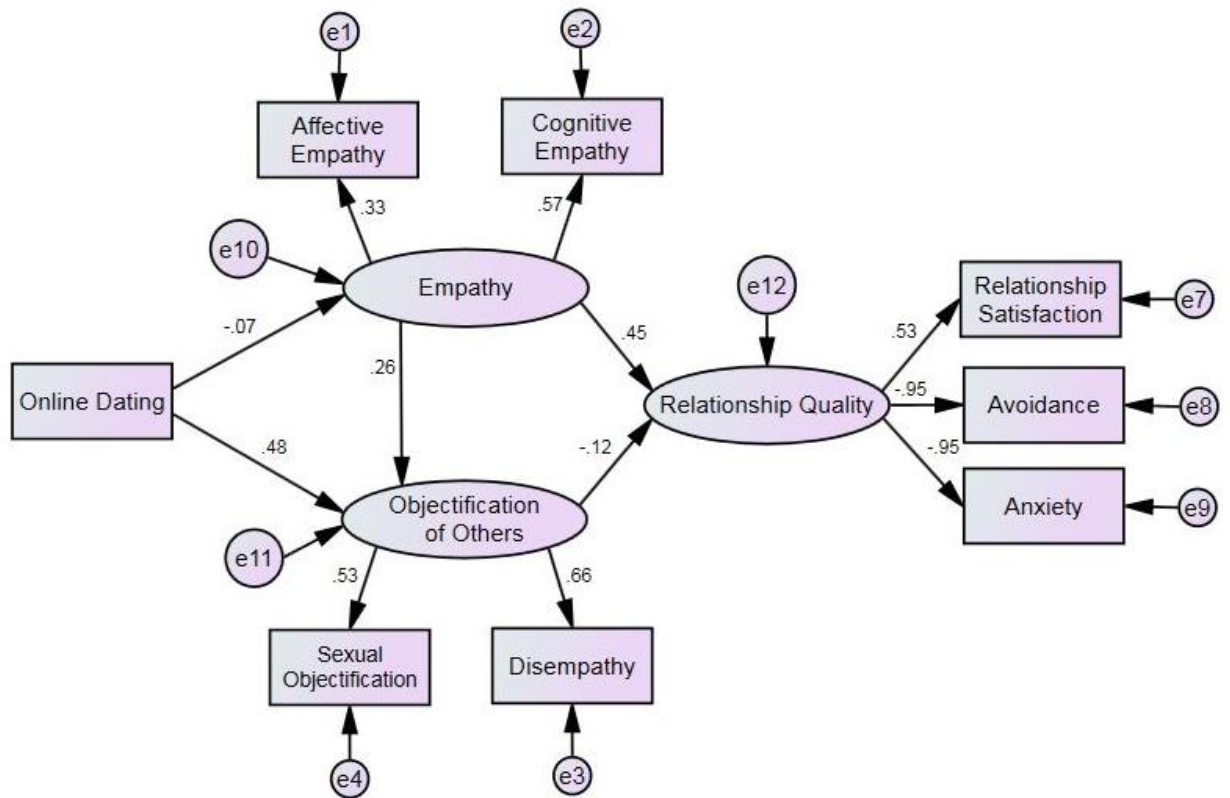 e1
e2
Affective
Empathy
Cognitive
Empathy
.33
.57
e10
Empathy
e12
Relationship
Satisfaction
e7
-.07
.45
.53
.26
Online Dating
Relationship Quality
-.95
Avoidance
e8
.48
-.12
-.95
Objectification
of Others
Anxiety
e9
e11
.53
.66
Sexual
Objectification
Disempathy
e4
e3